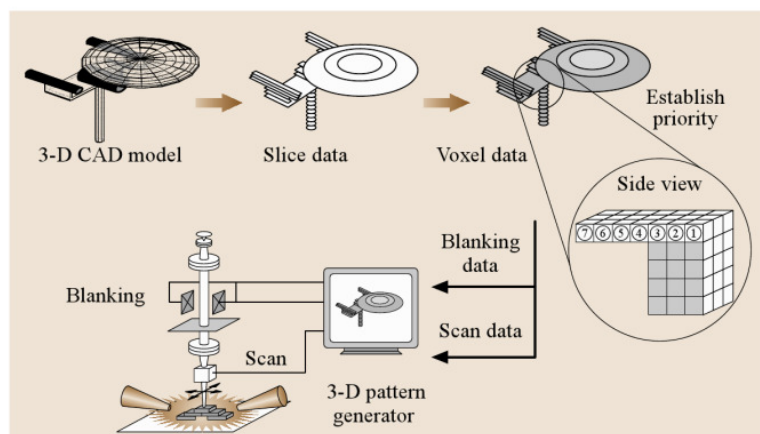 3-D CAD model
Slice data
Voxel data
Establish
priority
Side view
7 6 5 4 3 2 1
Blanking
data
Blanking
Scan data
Scan
3-D pattern
generator